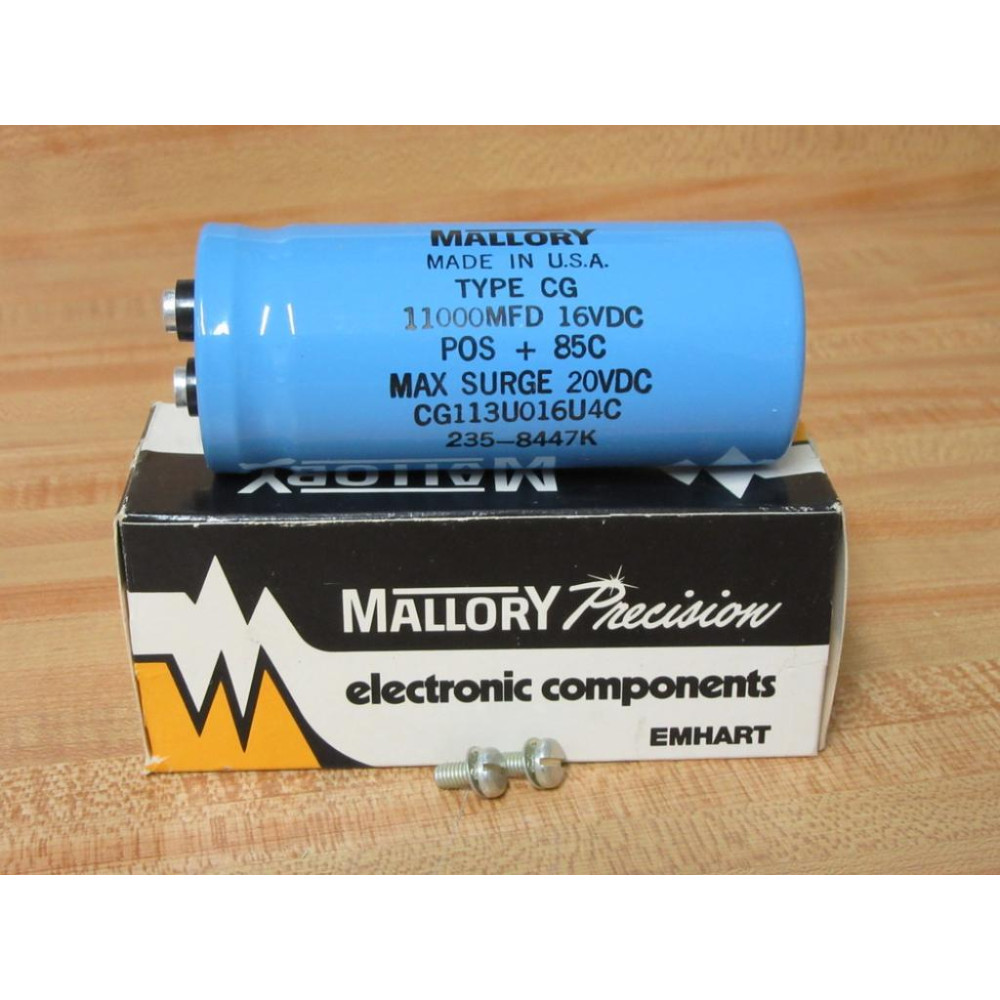 MALLORY
MADE IN U.S.A.
TYPE CG
11000MFD 16VDC
POS + 85C
MAX SURGE 20VDC
CG113U016U4C
235-8447K
MALLORY
MALLORY Precision
electronic components
EMHART